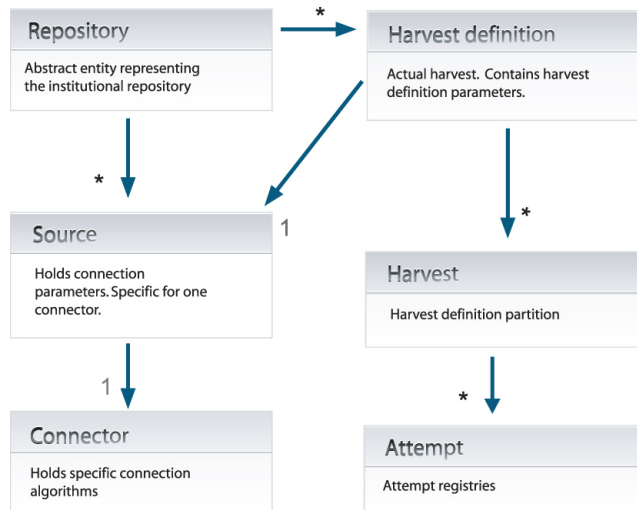 Repository
Abstract entity representing
the institutional repository
*
Harvest definition
Actual harvest. Contains harvest
definition parameters.
*
1
*
Source
Holds connection
parameters. Specific for one
connector.
Harvest
Harvest definition partition
1
*
Connector
Holds specific connection
algorithms
Attempt
Attempt registries